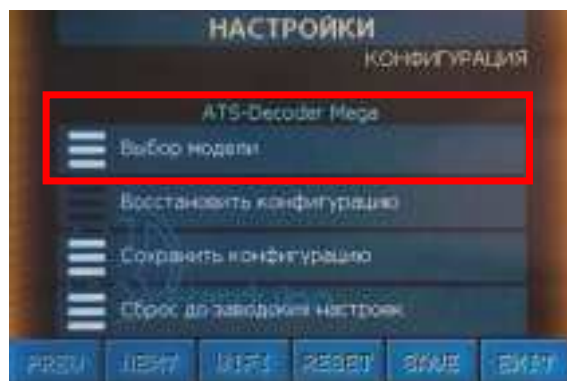 НАСТРОЙКИ
КОНФИГУРАЦИЯ
ATS-Decoder Mega
Выбор модели
Восстановить конфигурацию
Сохранить конфигурацию
Сброс до заводских настроек
PREV NEXT WIFI RESET SAVE EXIT